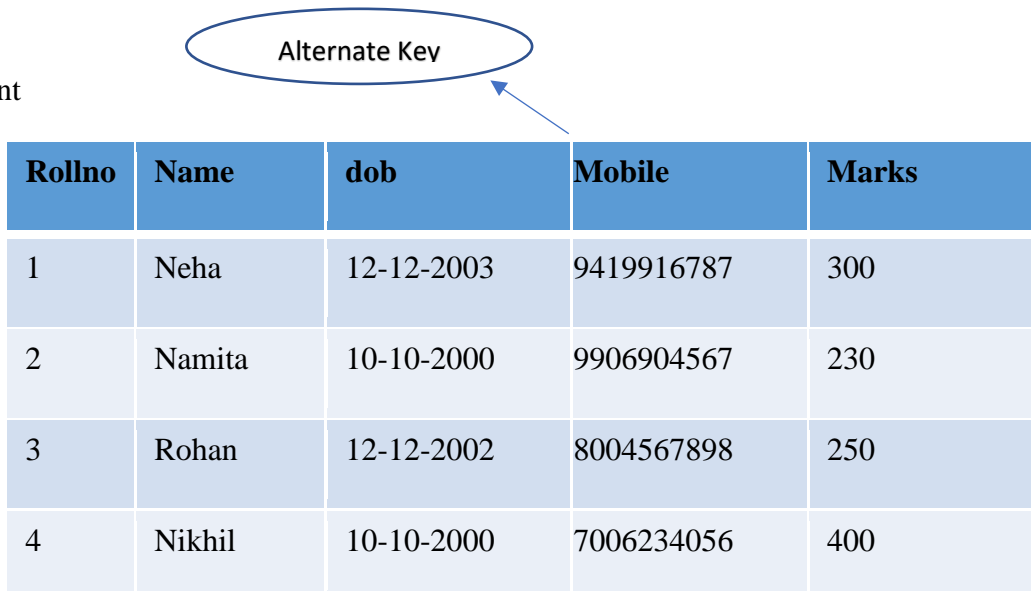 Alternate Key
nt
Rollno Name dob Mobile Marks
1 Neha 12-12-2003 9419916787 300
2 Namita 10-10-2000 9906904567 230
3 Rohan 12-12-2002 8004567898 250
4 Nikhil 10-10-2000 7006234056 400